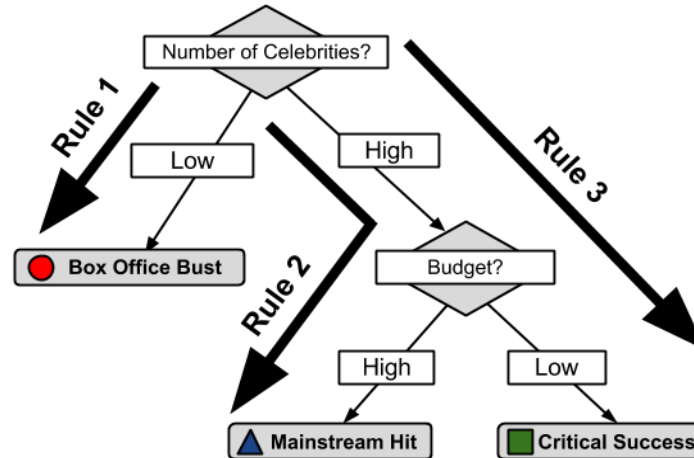 Number of Celebrities?
Rule 1
Low
High
Rule 3
Box Office Bust
Rule 2
Budget?
High
Low
Mainstream Hit
Critical Success